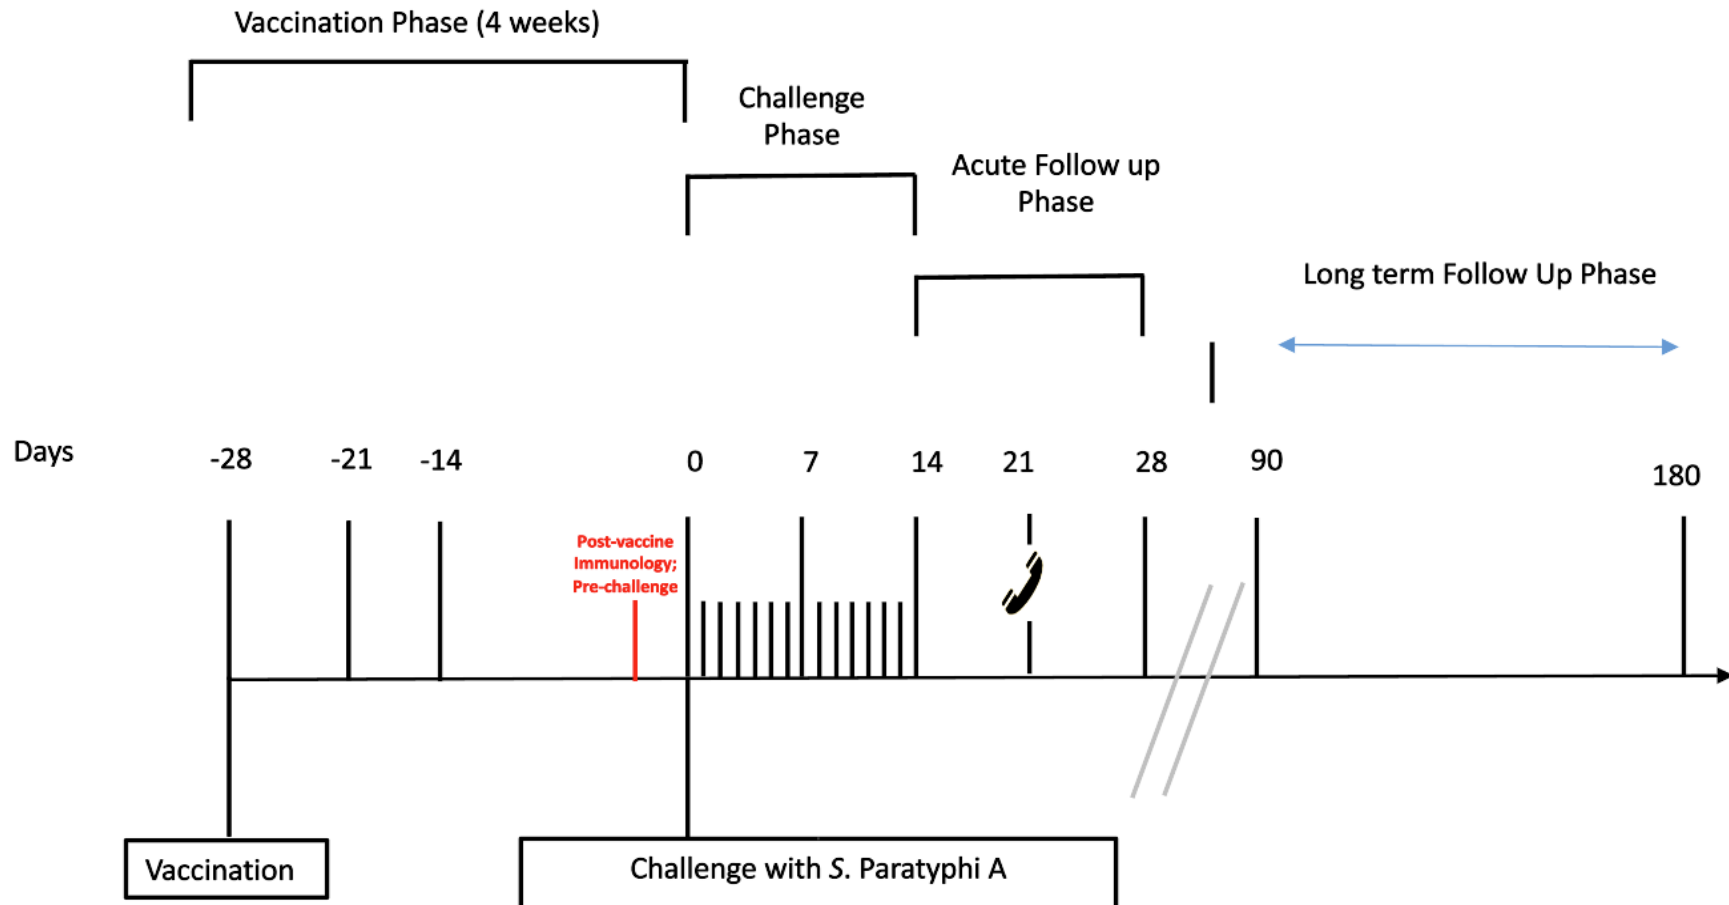 Vaccination Phase (4 weeks)
Challenge
Phase
Acute Follow up
Phase
Long term Follow Up Phase
Days
-28
-21
-14
0
7
14
21
28
90
180
Post-vaccine
Immunology;
Pre-challenge
Vaccination
Challenge with S. Paratyphi A